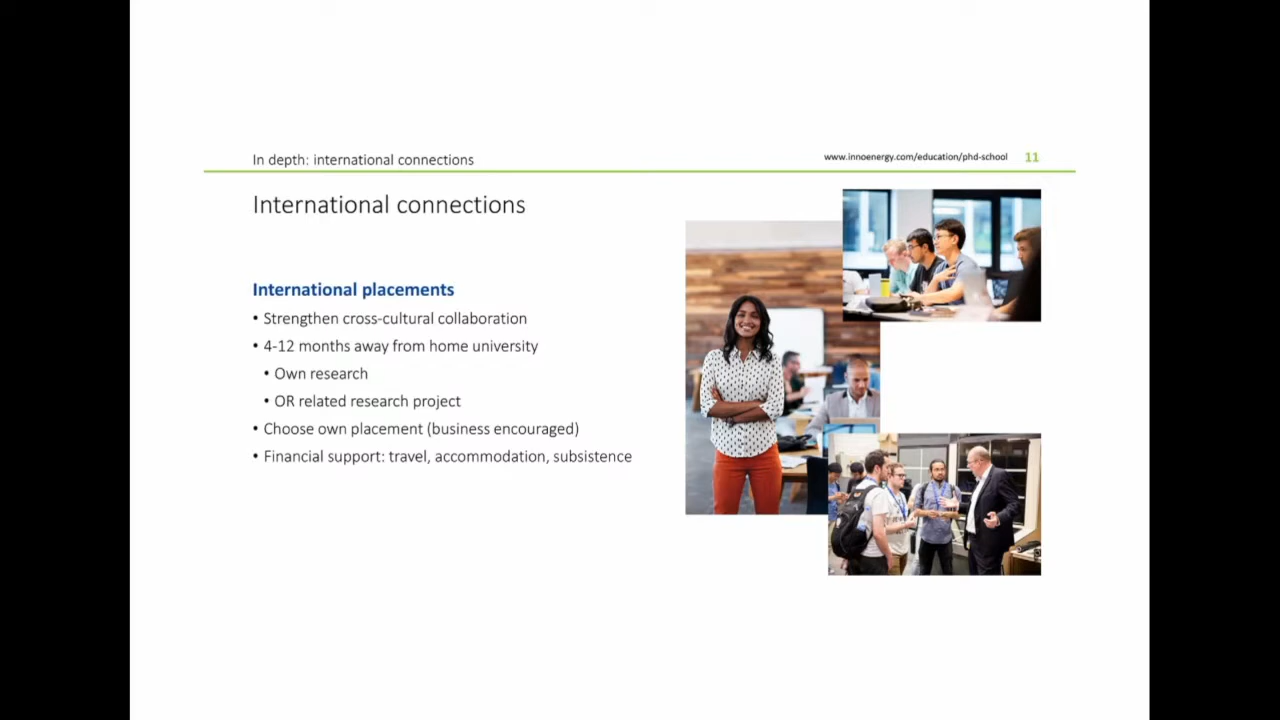 In depth: international connections
www.innoenergy.com/education/phd-school 11
International connections
International placements
• Strengthen cross-cultural collaboration
• 4-12 months away from home university
• Own research
• OR related research project
• Choose own placement (business encouraged)
• Financial support: travel, accommodation, subsistence